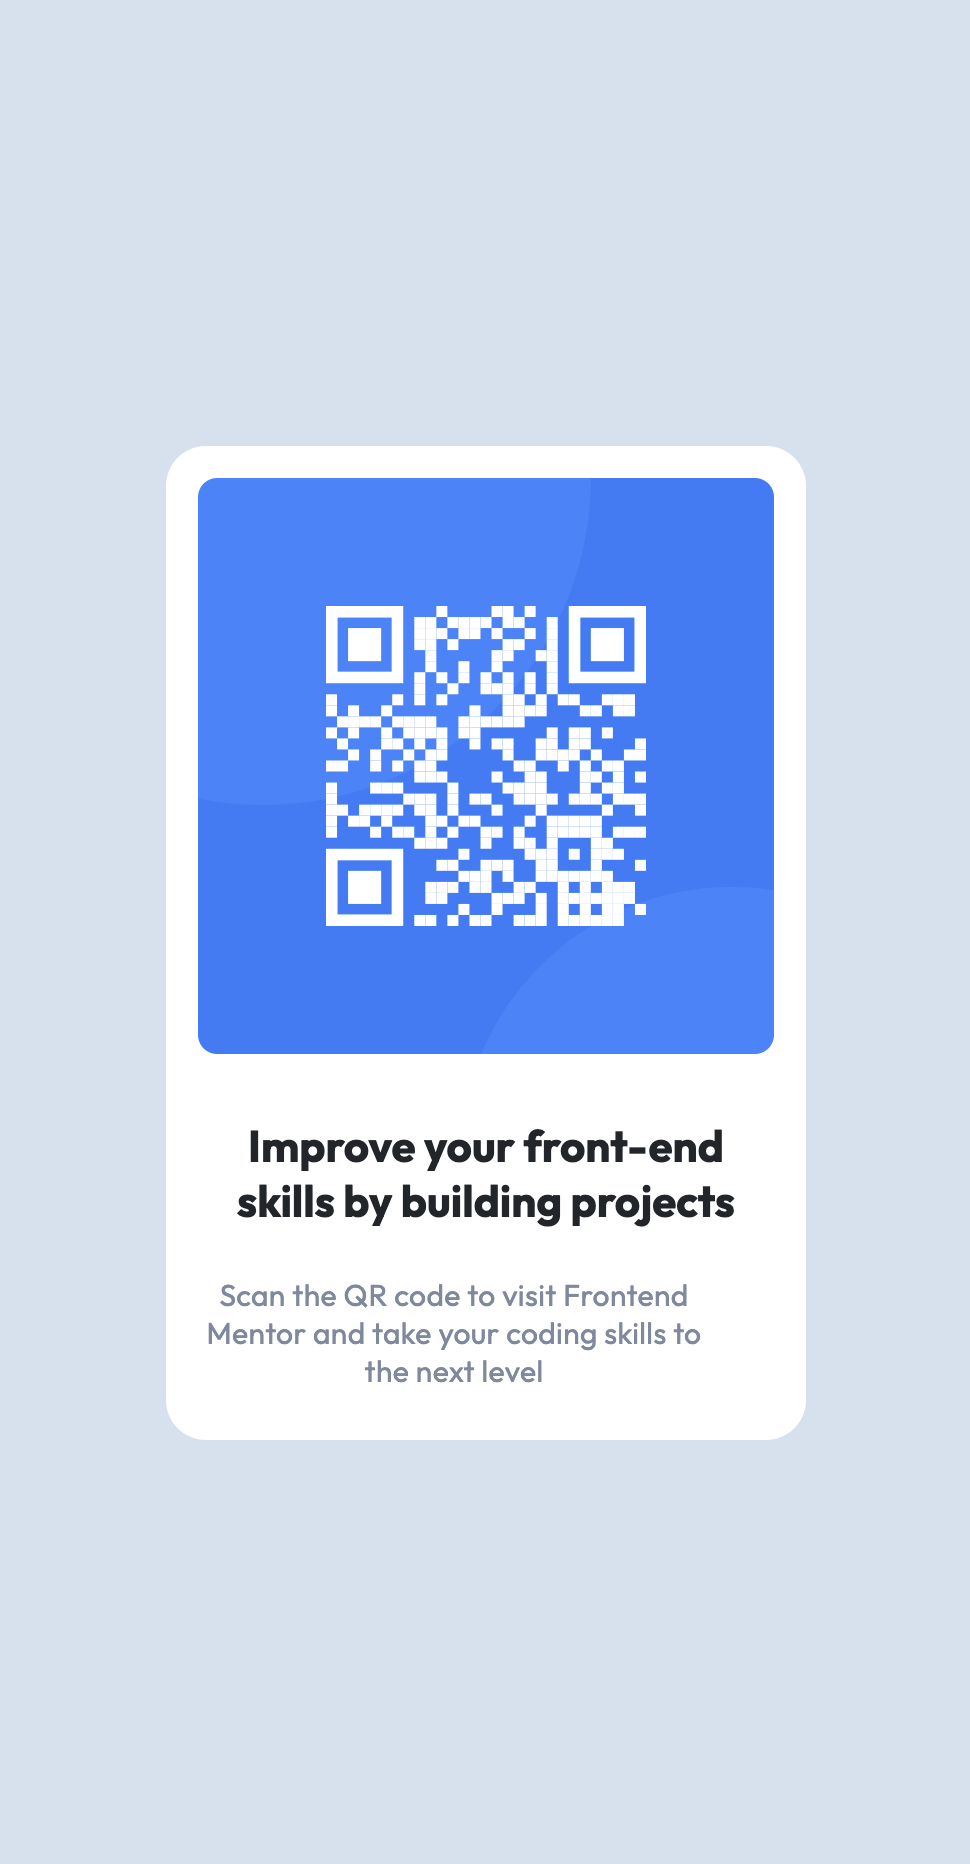 Improve your front-end
skills by building projects
Scan the QR code to visit Frontend
Mentor and take your coding skills to
the next level